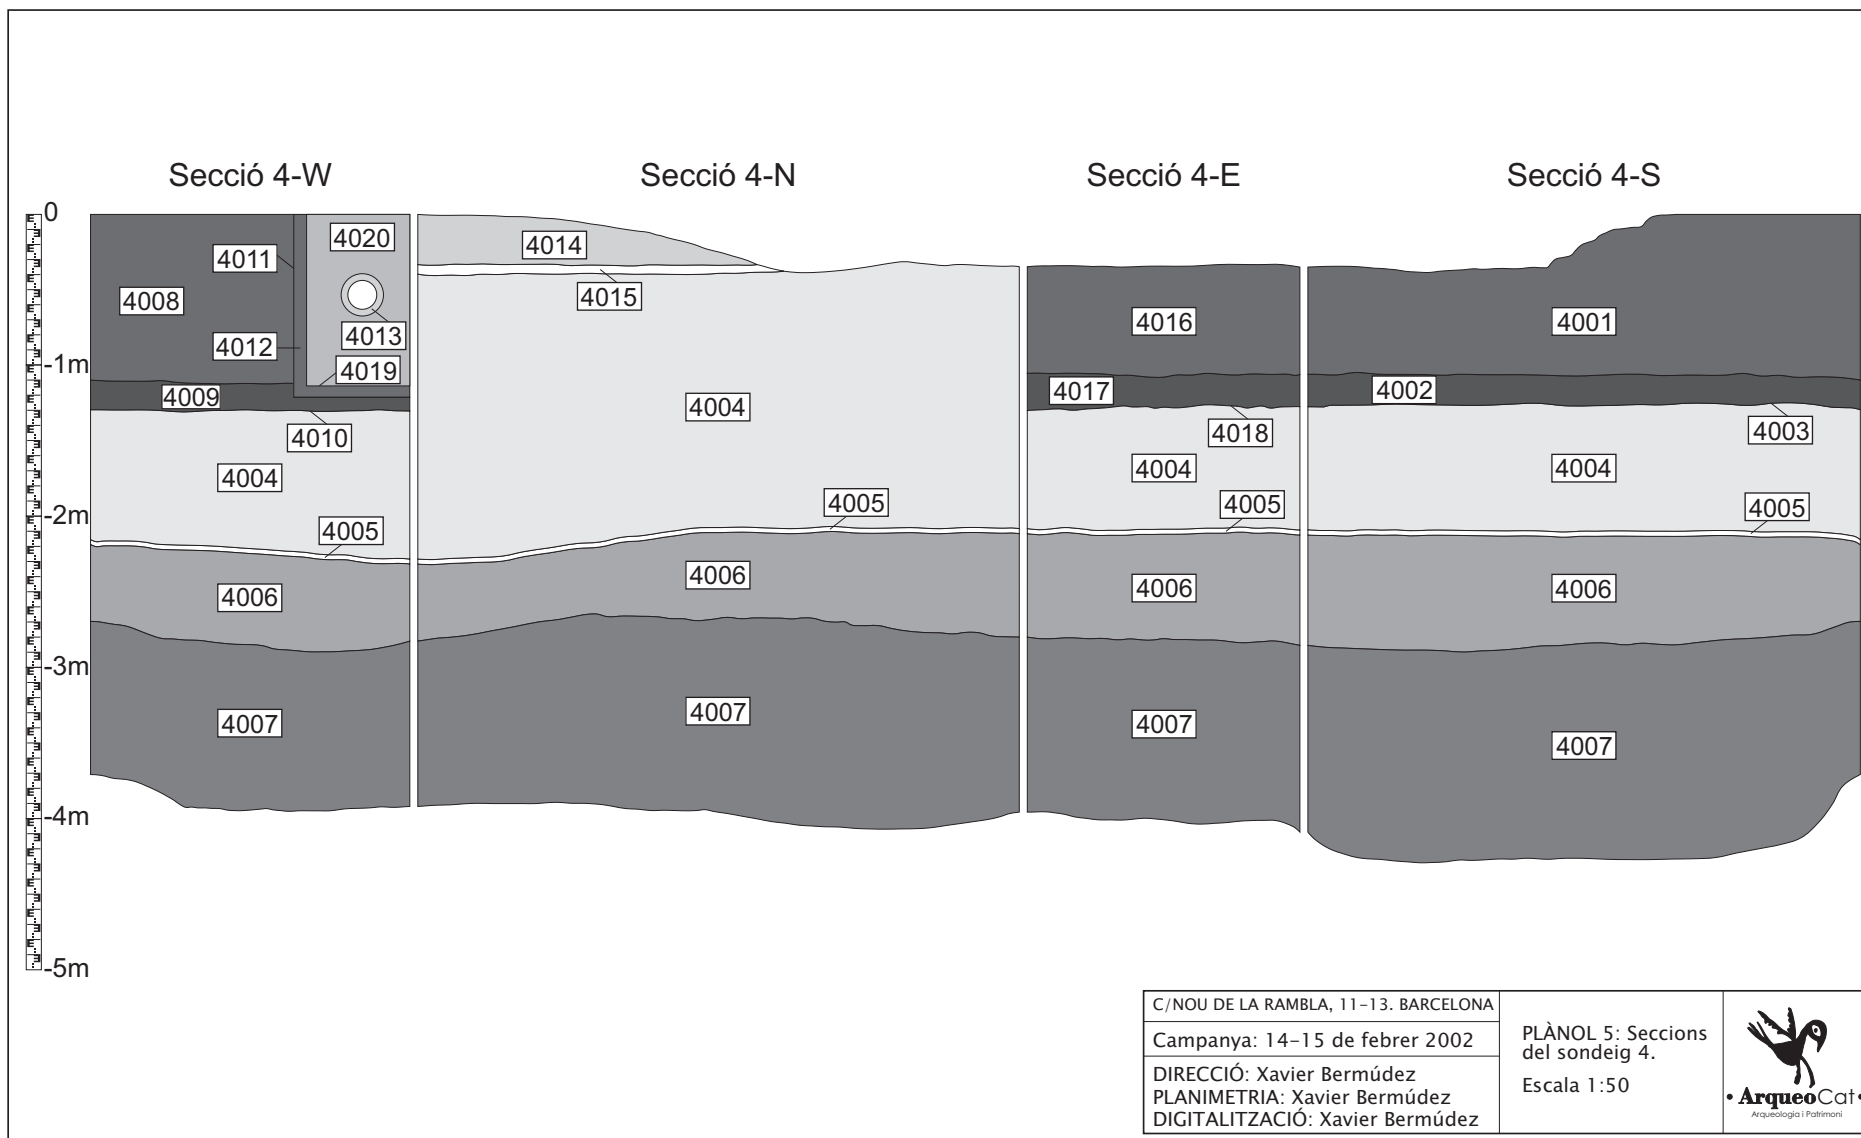 Secció 4-W
Secció 4-N
Secció 4-E
Secció 4-S
0
-1m
-2m
-3m
-4m
-5m
4020
4011
4008
4013
4012
4019
4009
4010
4004
4005
4006
4007
4014
4015
4004
4005
4006
4007
4016
4017
4018
4004
4005
4006
4007
4001
4002
4003
4004
4005
4006
4007
C/NOU DE LA RAMBLA, 11-13. BARCELONA
Campanya: 14-15 de febrer 2002
DIRECCIÓ: Xavier Bermúdez
PLANIMETRIA: Xavier Bermúdez
DIGITALITZACIÓ: Xavier Bermúdez
PLÀNOL 5: Seccions
del sondeig 4.
Escala 1:50
• ArqueoCat •
Arqueologia i Patrimoni